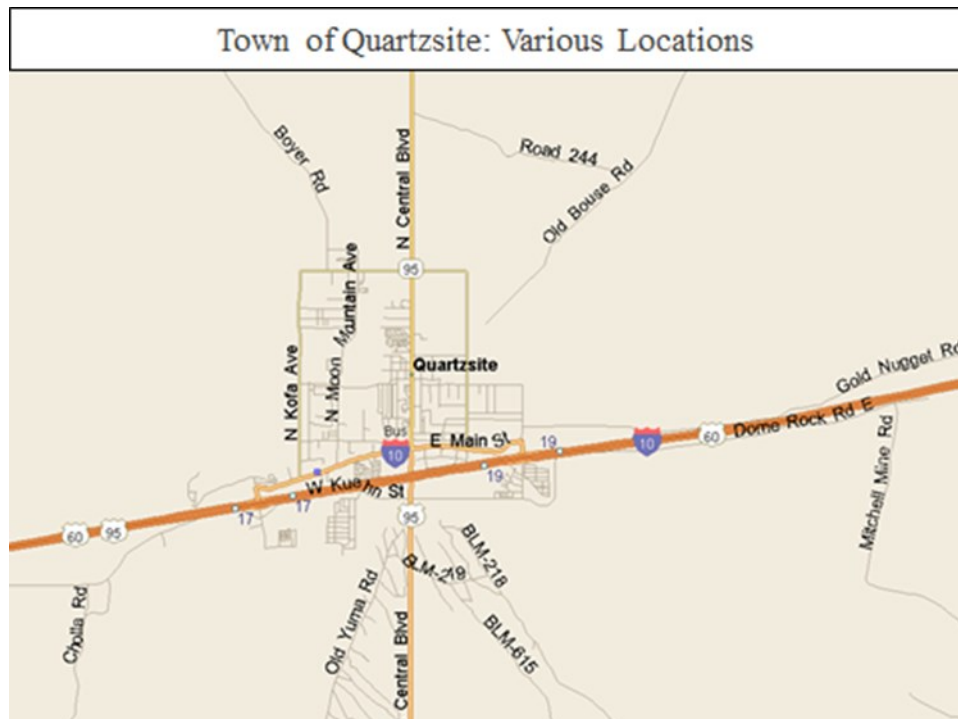 Town of Quartzsite: Various Locations
Boyer Rd
N Central Blvd
Road 244
Old Bouse Rd
95
N Moon Mountain Ave
N Kofa Ave
Quartzsite
Gold Nugget Rd
Bus
10
E Main St
19
10
60
Dome Rock Rd E
19
W Kuehn St
17
17
60
95
95
Mitchell Mine Rd
BLM-218
BLM-219
Cholla Rd
Old Yuma Rd
Central Blvd
BLM-615